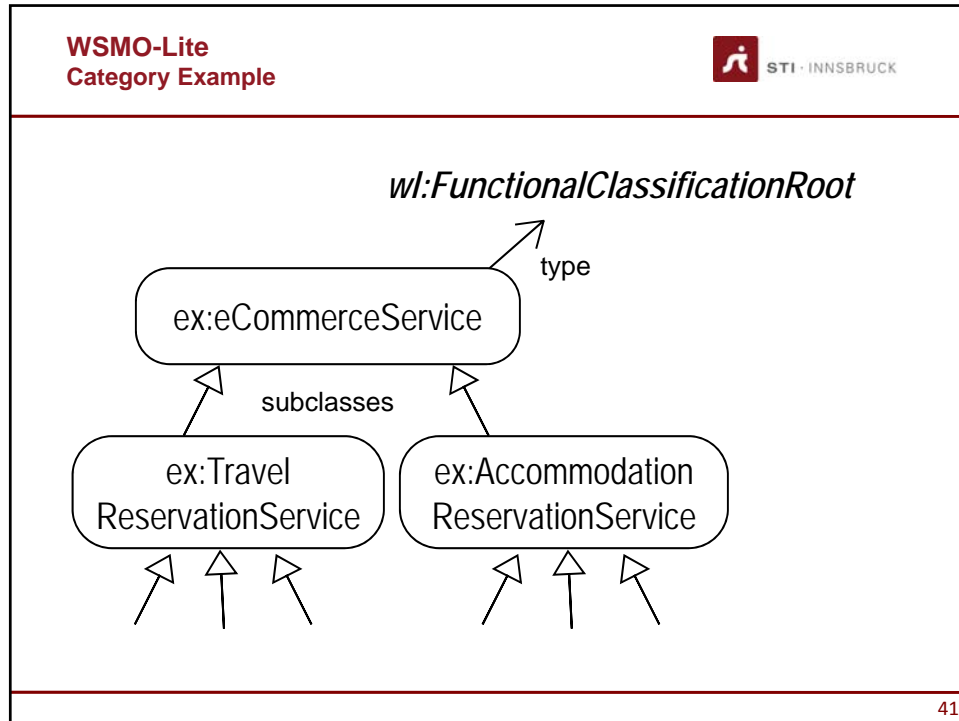 WSMO-Lite
Category Example
STI · INNSBRUCK
wl:FunctionalClassificationRoot
type
ex:eCommerceService
subclasses
ex:Travel
ReservationService
ex:Accommodation
ReservationService
41